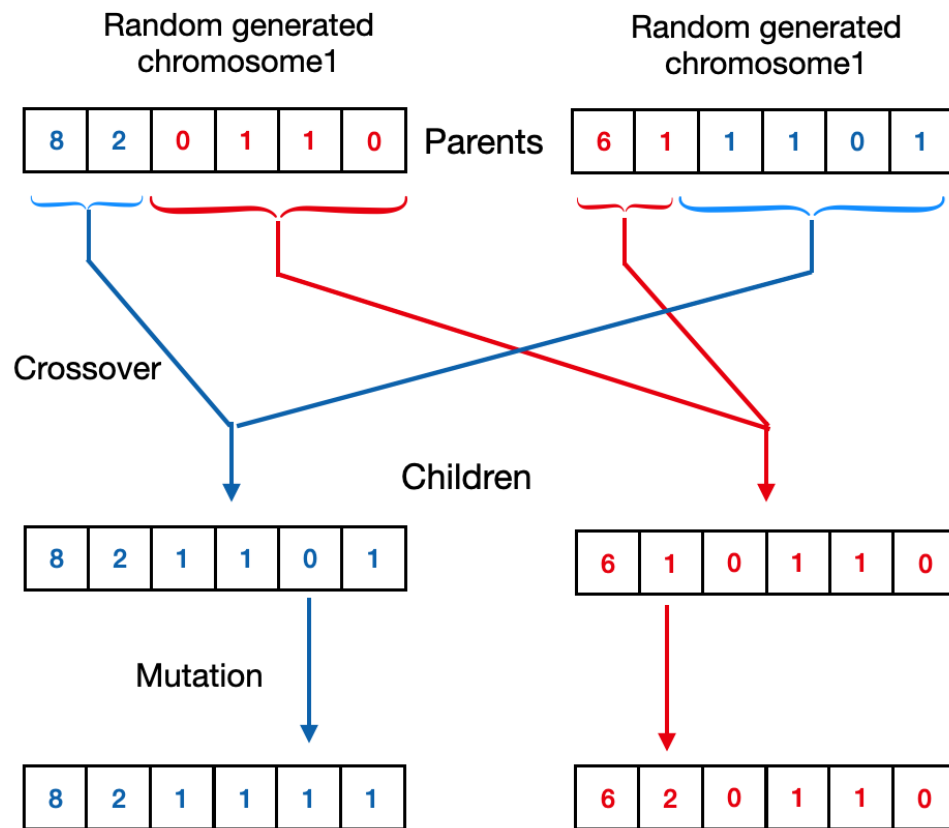 Random generated
chromosome1
Random generated
chromosome1
8 2 0 1 1 0
Parents
6 1 1 1 0 1
Crossover
Children
8 2 1 1 0 1
6 1 0 1 1 0
Mutation
8 2 1 1 1 1
6 2 0 1 1 0